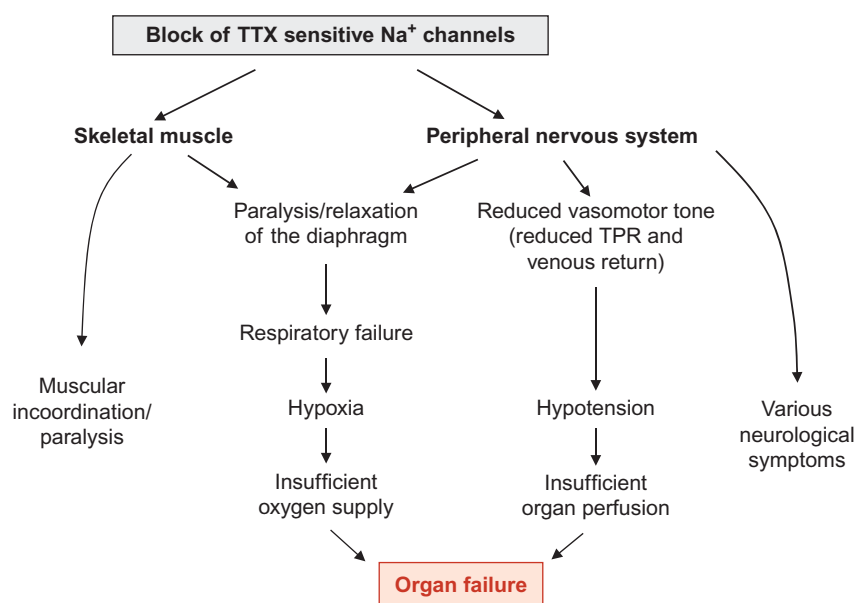 Block of TTX sensitive Na⁺ channels
Skeletal muscle
Peripheral nervous system
Paralysis/relaxation
of the diaphragm
Reduced vasomotor tone
(reduced TPR and
venous return)
Respiratory failure
Muscular
incoordination/
paralysis
Hypoxia
Hypotension
Various
neurological
symptoms
Insufficient
oxygen supply
Insufficient
organ perfusion
Organ failure